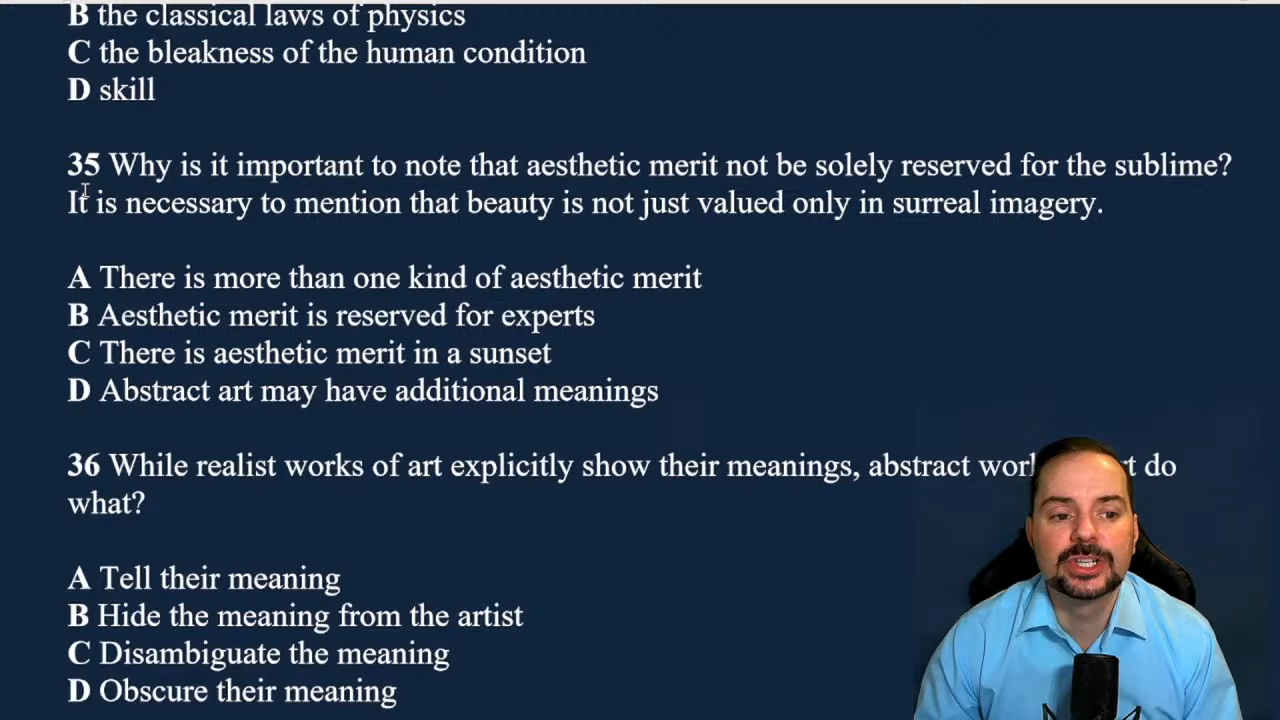 B the classical laws of physics
C the bleakness of the human condition
D skill
35 Why is it important to note that aesthetic merit not be solely reserved for the sublime?
It is necessary to mention that beauty is not just valued only in surreal imagery.
A There is more than one kind of aesthetic merit
B Aesthetic merit is reserved for experts
C There is aesthetic merit in a sunset
D Abstract art may have additional meanings
36 While realist works of art explicitly show their meanings, abstract do
what?
A Tell their meaning
B Hide the meaning from the artist
C Disambiguate the meaning
D Obscure their meaning